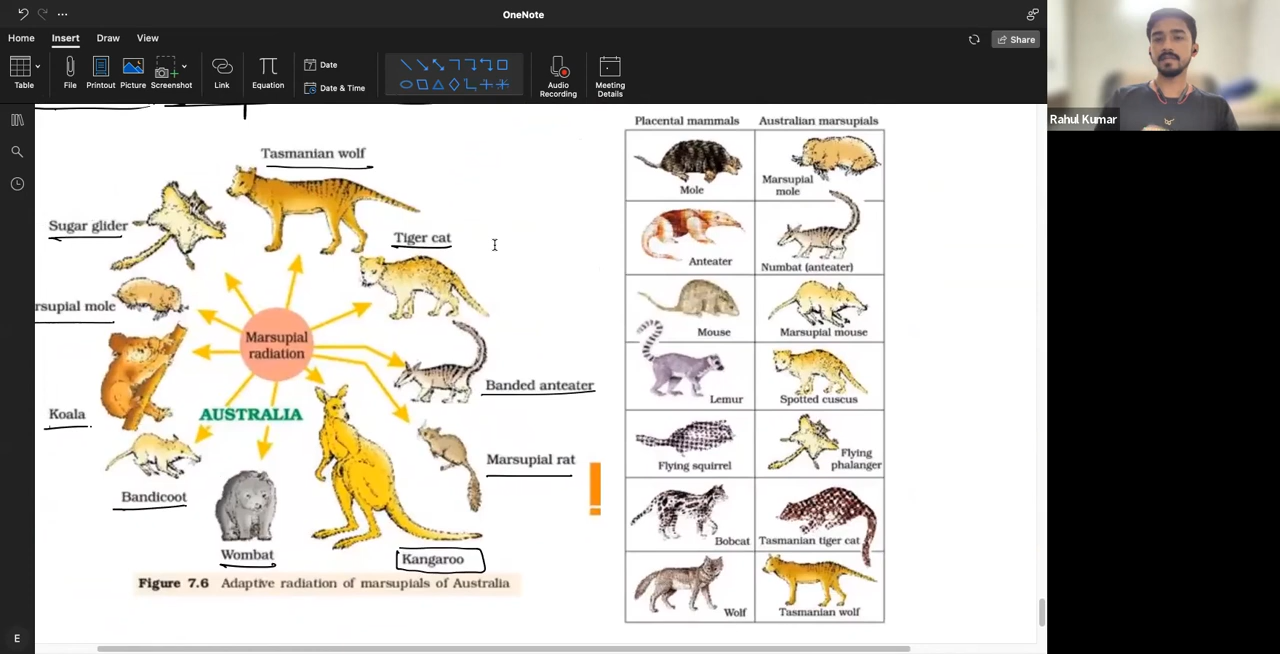 OneNote
Home Insert Draw View
Share
Table File Printout Picture Screenshot Link Equation
Date
Date & Time
Audio Recording
Meeting Details
Rahul Kumar
Tasmanian wolf
Sugar glider
Tiger cat
rsupial mole
Marsupial
radiation
Banded anteater
Koala
AUSTRALIA
Marsupial rat
Bandicoot
Wombat
Kangaroo
Figure 7.6 Adaptive radiation of marsupials of Australia
Placental mammals Australian marsupials
Mole
Marsupial
mole
Anteater
Numbat (anteater)
Mouse
Marsupial mouse
Lemur
Spotted cuscus
Flying squirrel
Flying
phalanger
Bobcat
Tasmanian tiger cat
Wolf
Tasmanian wolf
E